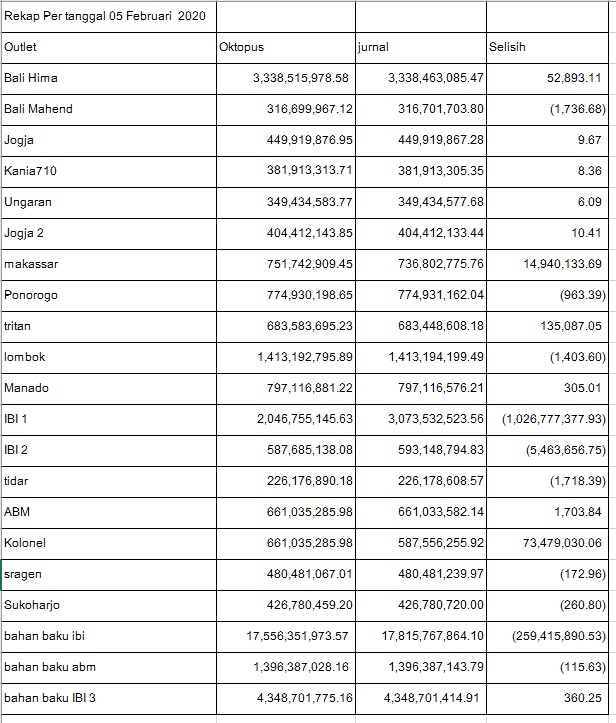 Rekap Per tanggal 05 Februari 2020
Outlet Oktopus jurnal Selisih
Bali Hima 3,338,515,978.58 3,338,463,085.47 52,893.11
Bali Mahend 316,699,967.12 316,701,703.80 (1,736.68)
Jogja 449,919,876.95 449,919,867.28 9.67
Kania710 381,913,313.71 381,913,305.35 8.36
Ungaran 349,434,583.77 349,434,577.68 6.09
Jogja 2 404,412,143.85 404,412,133.44 10.41
makassar 751,742,909.45 736,802,775.76 14,940,133.69
Ponorogo 774,930,198.65 774,931,162.04 (963.39)
tritan 683,583,695.23 683,448,608.18 135,087.05
lombok 1,413,192,795.89 1,413,194,199.49 (1,403.60)
Manado 797,116,881.22 797,116,576.21 305.01
IBI 1 2,046,755,145.63 3,073,532,523.56 (1,026,777,377.93)
IBI 2 587,685,138.08 593,148,794.83 (5,463,656.75)
tidar 226,176,890.18 226,178,608.57 (1,718.39)
ABM 661,035,285.98 661,033,582.14 1,703.84
Kolonel 661,035,285.98 587,556,255.92 73,479,030.06
sragen 480,481,067.01 480,481,239.97 (172.96)
Sukoharjo 426,780,459.20 426,780,720.00 (260.80)
bahan baku ibi 17,556,351,973.57 17,815,767,864.10 (259,415,890.53)
bahan baku abm 1,396,387,028.16 1,396,387,143.79 (115.63)
bahan baku IBI 3 4,348,701,775.16 4,348,701,414.91 360.25